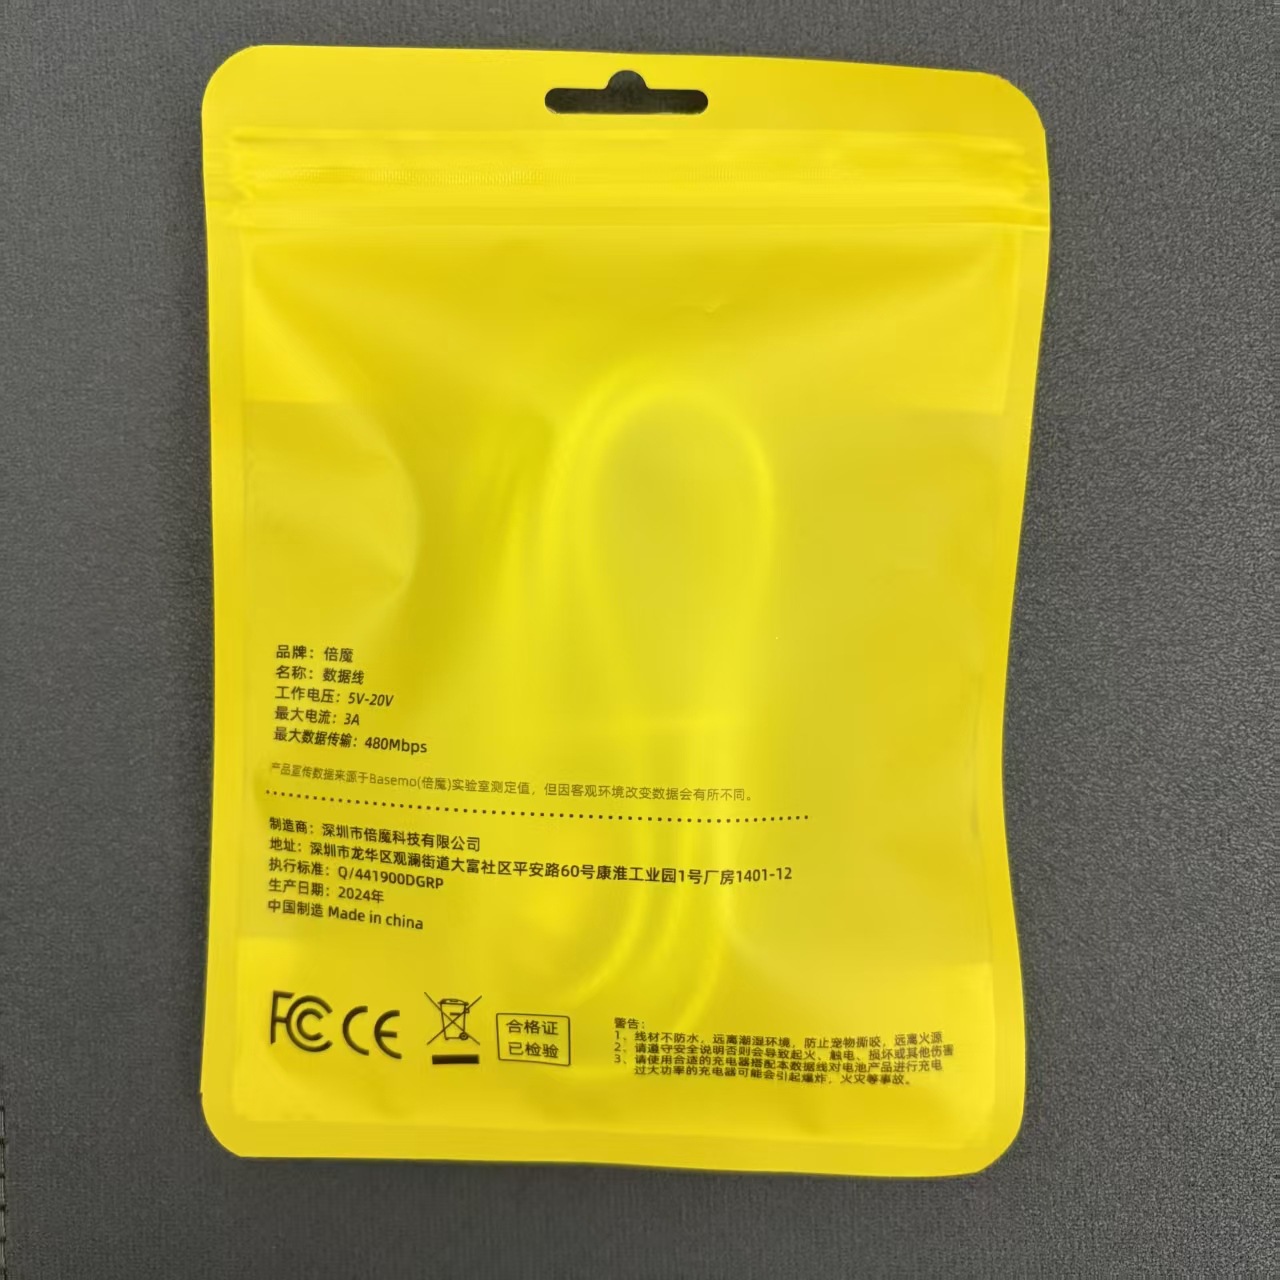 品牌：倍魔
名称：数据线
工作电压：5V-20V
最大电流：3A
最大数据传输：480Mbps
产品宣传数据来源于Basemo(倍魔)实验室测定值，但因客观环境改变数据会有所不同。
制造商：深圳市倍魔科技有限公司
地址：深圳市龙华区观澜街道大富社区平安路60号康淮工业园1号厂房1401-12
执行标准：Q/441900DGRP
生产日期：2024年
中国制造 Made in china
FC CE
合格证
已检验
警告：
1、线材不防水，远离潮湿环境，防止宠物撕咬，远离火源
2、请遵守安全说明否则会导致起火、触电、损坏或其他伤害
3、请使用合适的充电器搭配本数据线对电池产品进行充电
过大功率的充电器可能会引起爆炸，火灾等事故。